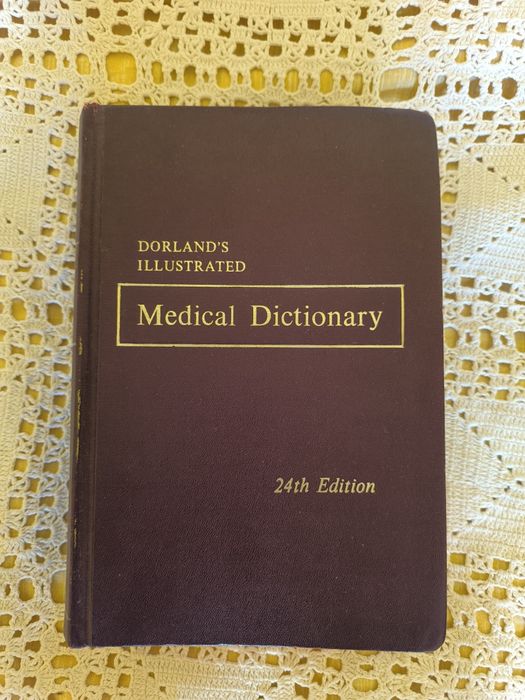 DORLAND'S
ILLUSTRATED
Medical Dictionary
24th Edition